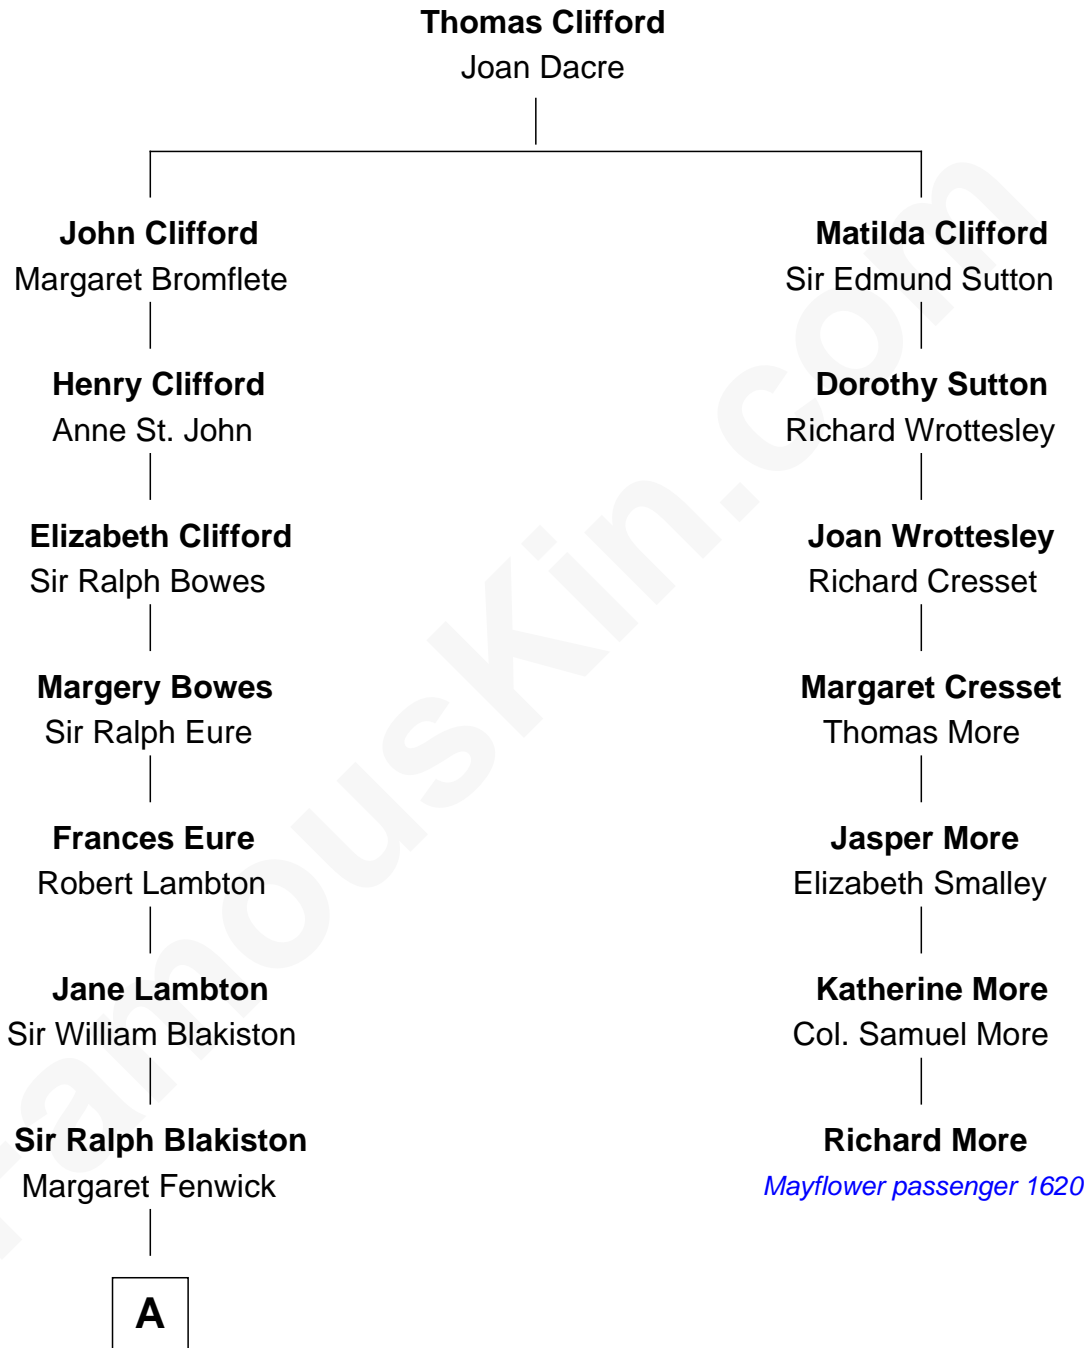 Thomas Clifford
Joan Dacre
John Clifford
Margaret Bromflete
Matilda Clifford
Sir Edmund Sutton
Henry Clifford
Anne St. John
Dorothy Sutton
Richard Wrottesley
Elizabeth Clifford
Sir Ralph Bowes
Joan Wrottesley
Richard Cresset
Margery Bowes
Sir Ralph Eure
Margaret Cresset
Thomas More
Frances Eure
Robert Lambton
Jasper More
Elizabeth Smalley
Jane Lambton
Sir William Blakiston
Katherine More
Col. Samuel More
Sir Ralph Blakiston
Margaret Fenwick
Richard More
Mayflower passenger 1620
A
FamousKin.com